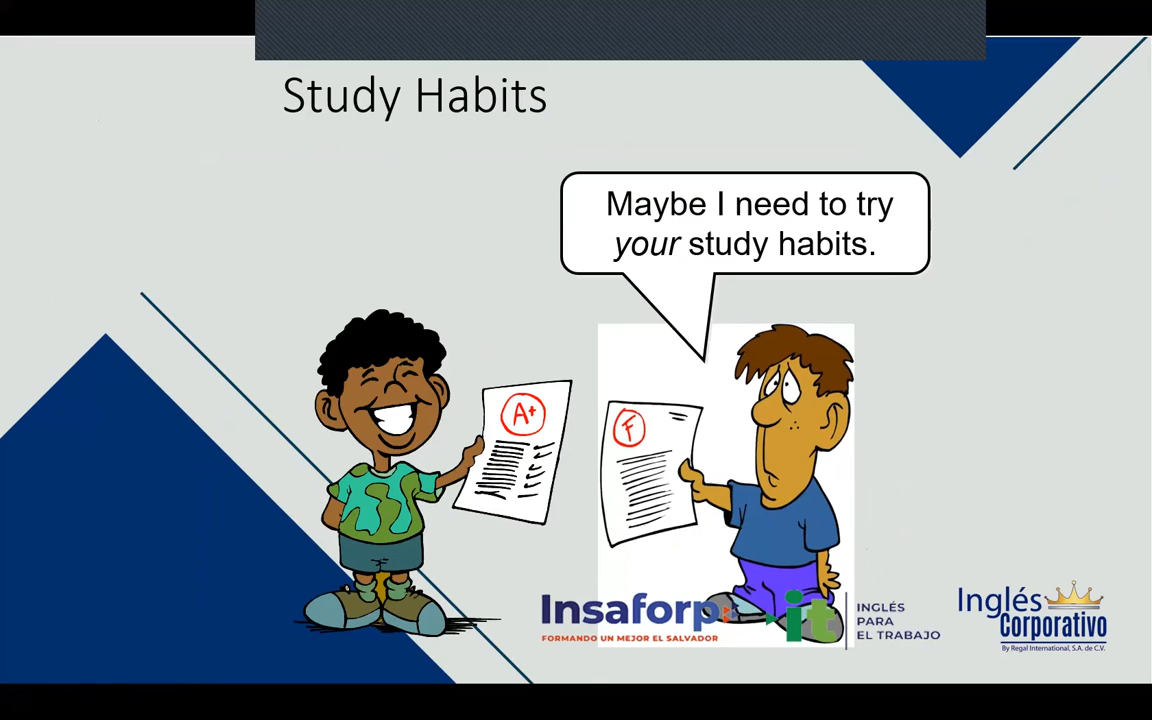 Study Habits
Maybe I need to try
your study habits.
A+
F
Insaforp
FORMANDO UN MEJOR EL SALVADOR
it
INGLÉS
PARA
EL TRABAJO
Inglés
Corporativo
By Regal International, S.A. de C.V.